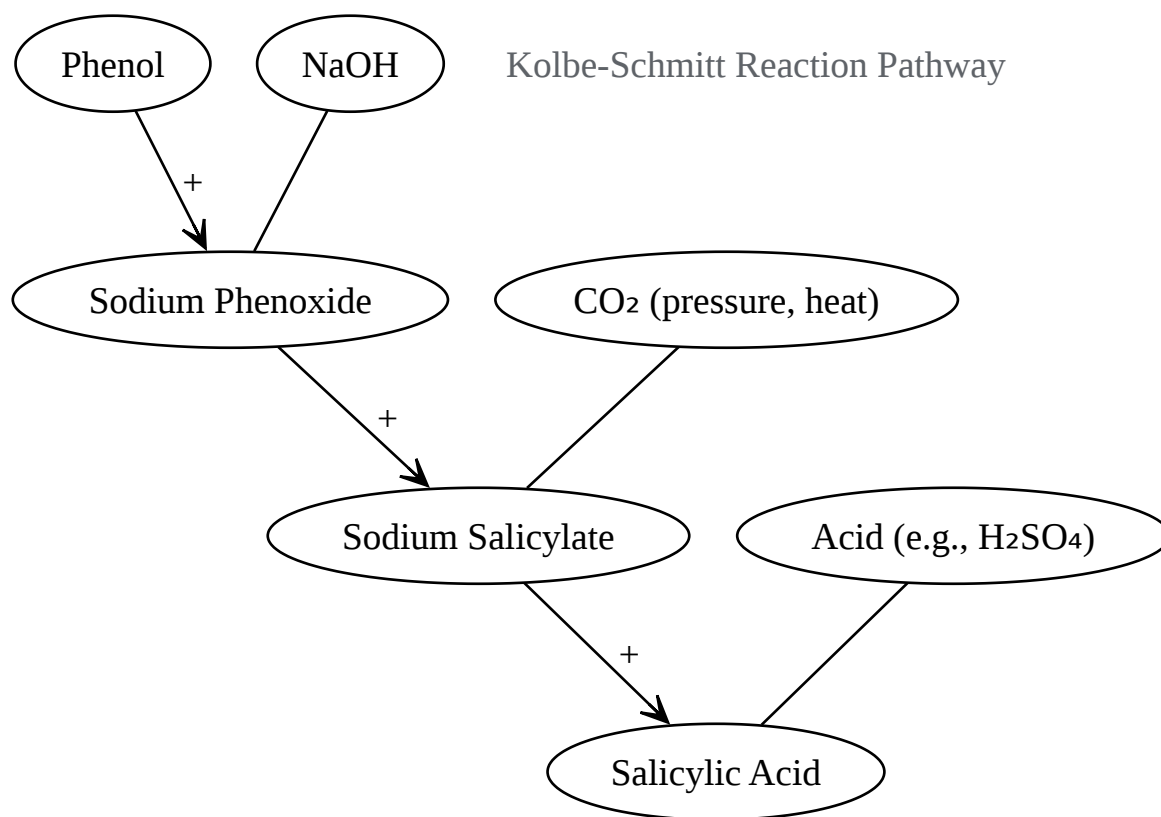 Phenol
NaOH
Kolbe-Schmitt Reaction Pathway
+
Sodium Phenoxide
CO₂ (pressure, heat)
+
Sodium Salicylate
Acid (e.g., H₂SO₄)
+
Salicylic Acid